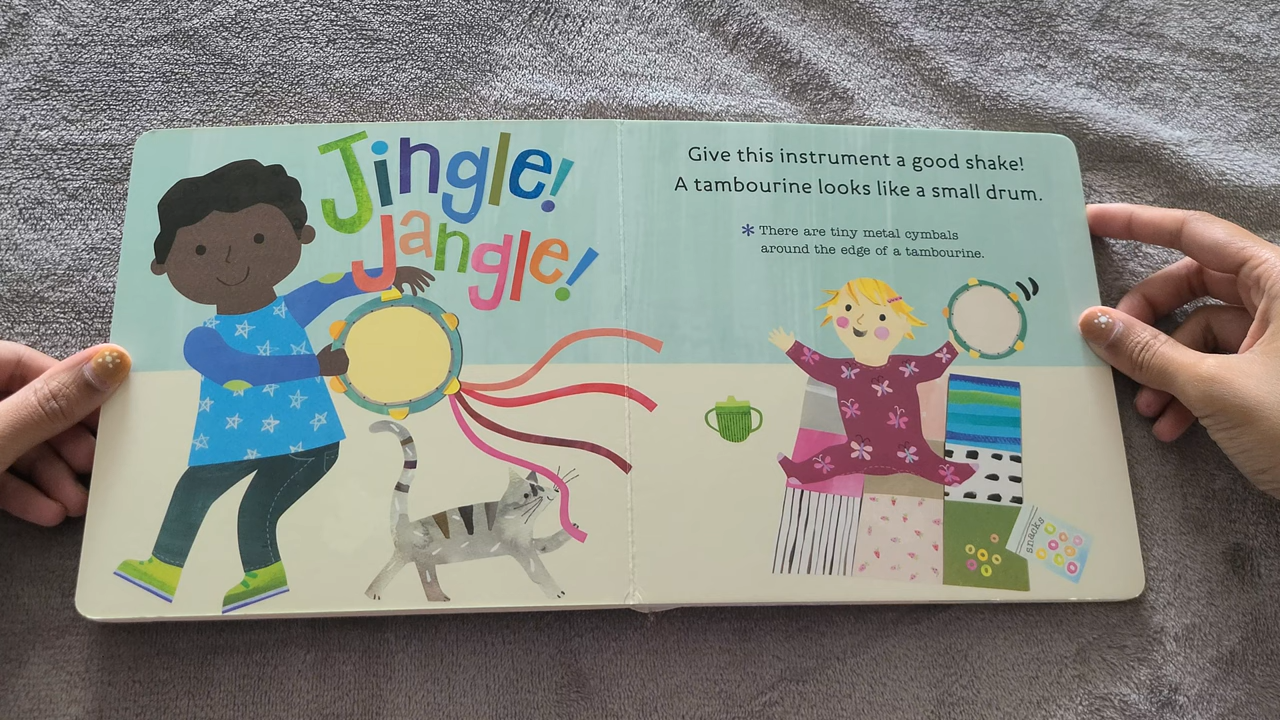 Jingle!
Jangle!
Give this instrument a good shake!
A tambourine looks like a small drum.
* There are tiny metal cymbals
around the edge of a tambourine.
snacks